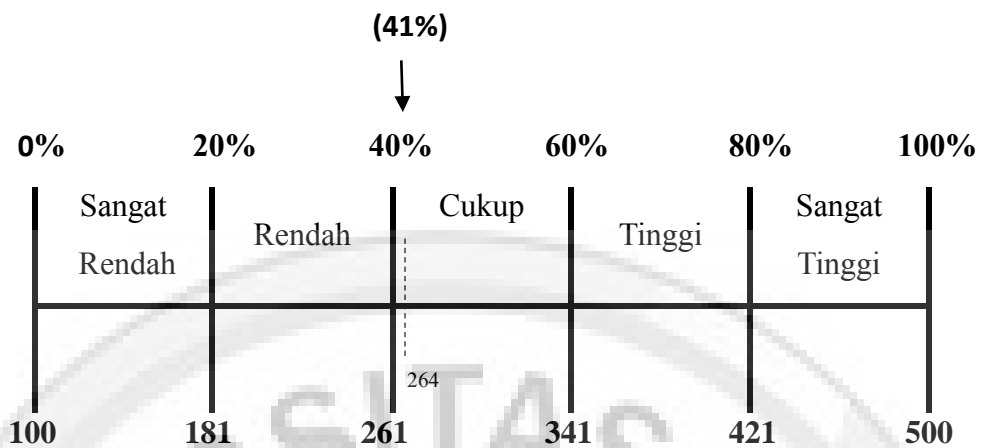 (41%)
0% 20% 40% 60% 80% 100%
Sangat Rendah Rendah Cukup Tinggi Sangat Tinggi
264
100 181 261 341 421 500
SITAS